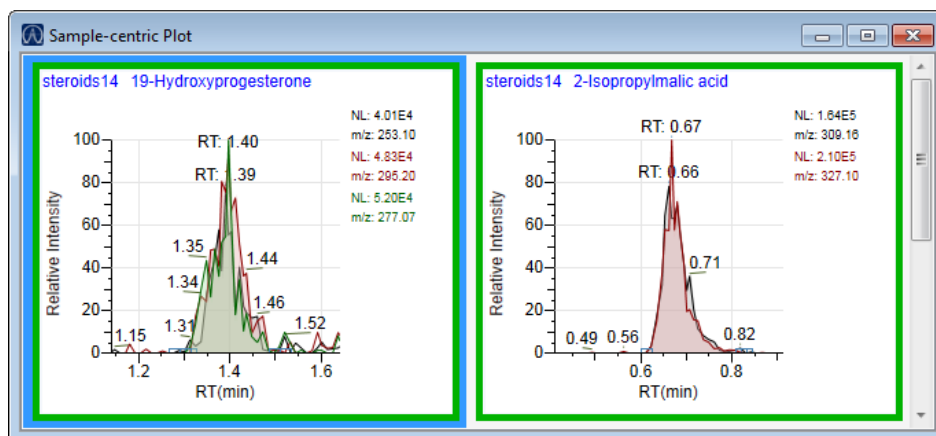 Sample-centric Plot
steroids14 19-Hydroxyprogesterone
NL: 4.01E4
m/z: 253.10
NL: 4.83E4
m/z: 295.20
NL: 5.20E4
m/z: 277.07
RT: 1.40
RT: 1.39
1.35
1.44
1.34
1.46
1.31
1.52
1.15
100
80
60
40
20
0
Relative Intensity
1.2 1.4 1.6
RT(min)
steroids14 2-Isopropylmalic acid
NL: 1.64E5
m/z: 309.16
NL: 2.10E5
m/z: 327.10
RT: 0.67
RT: 0.66
0.71
0.49 0.56 0.82
100
80
60
40
20
0
Relative Intensity
0.6 0.8
RT(min)